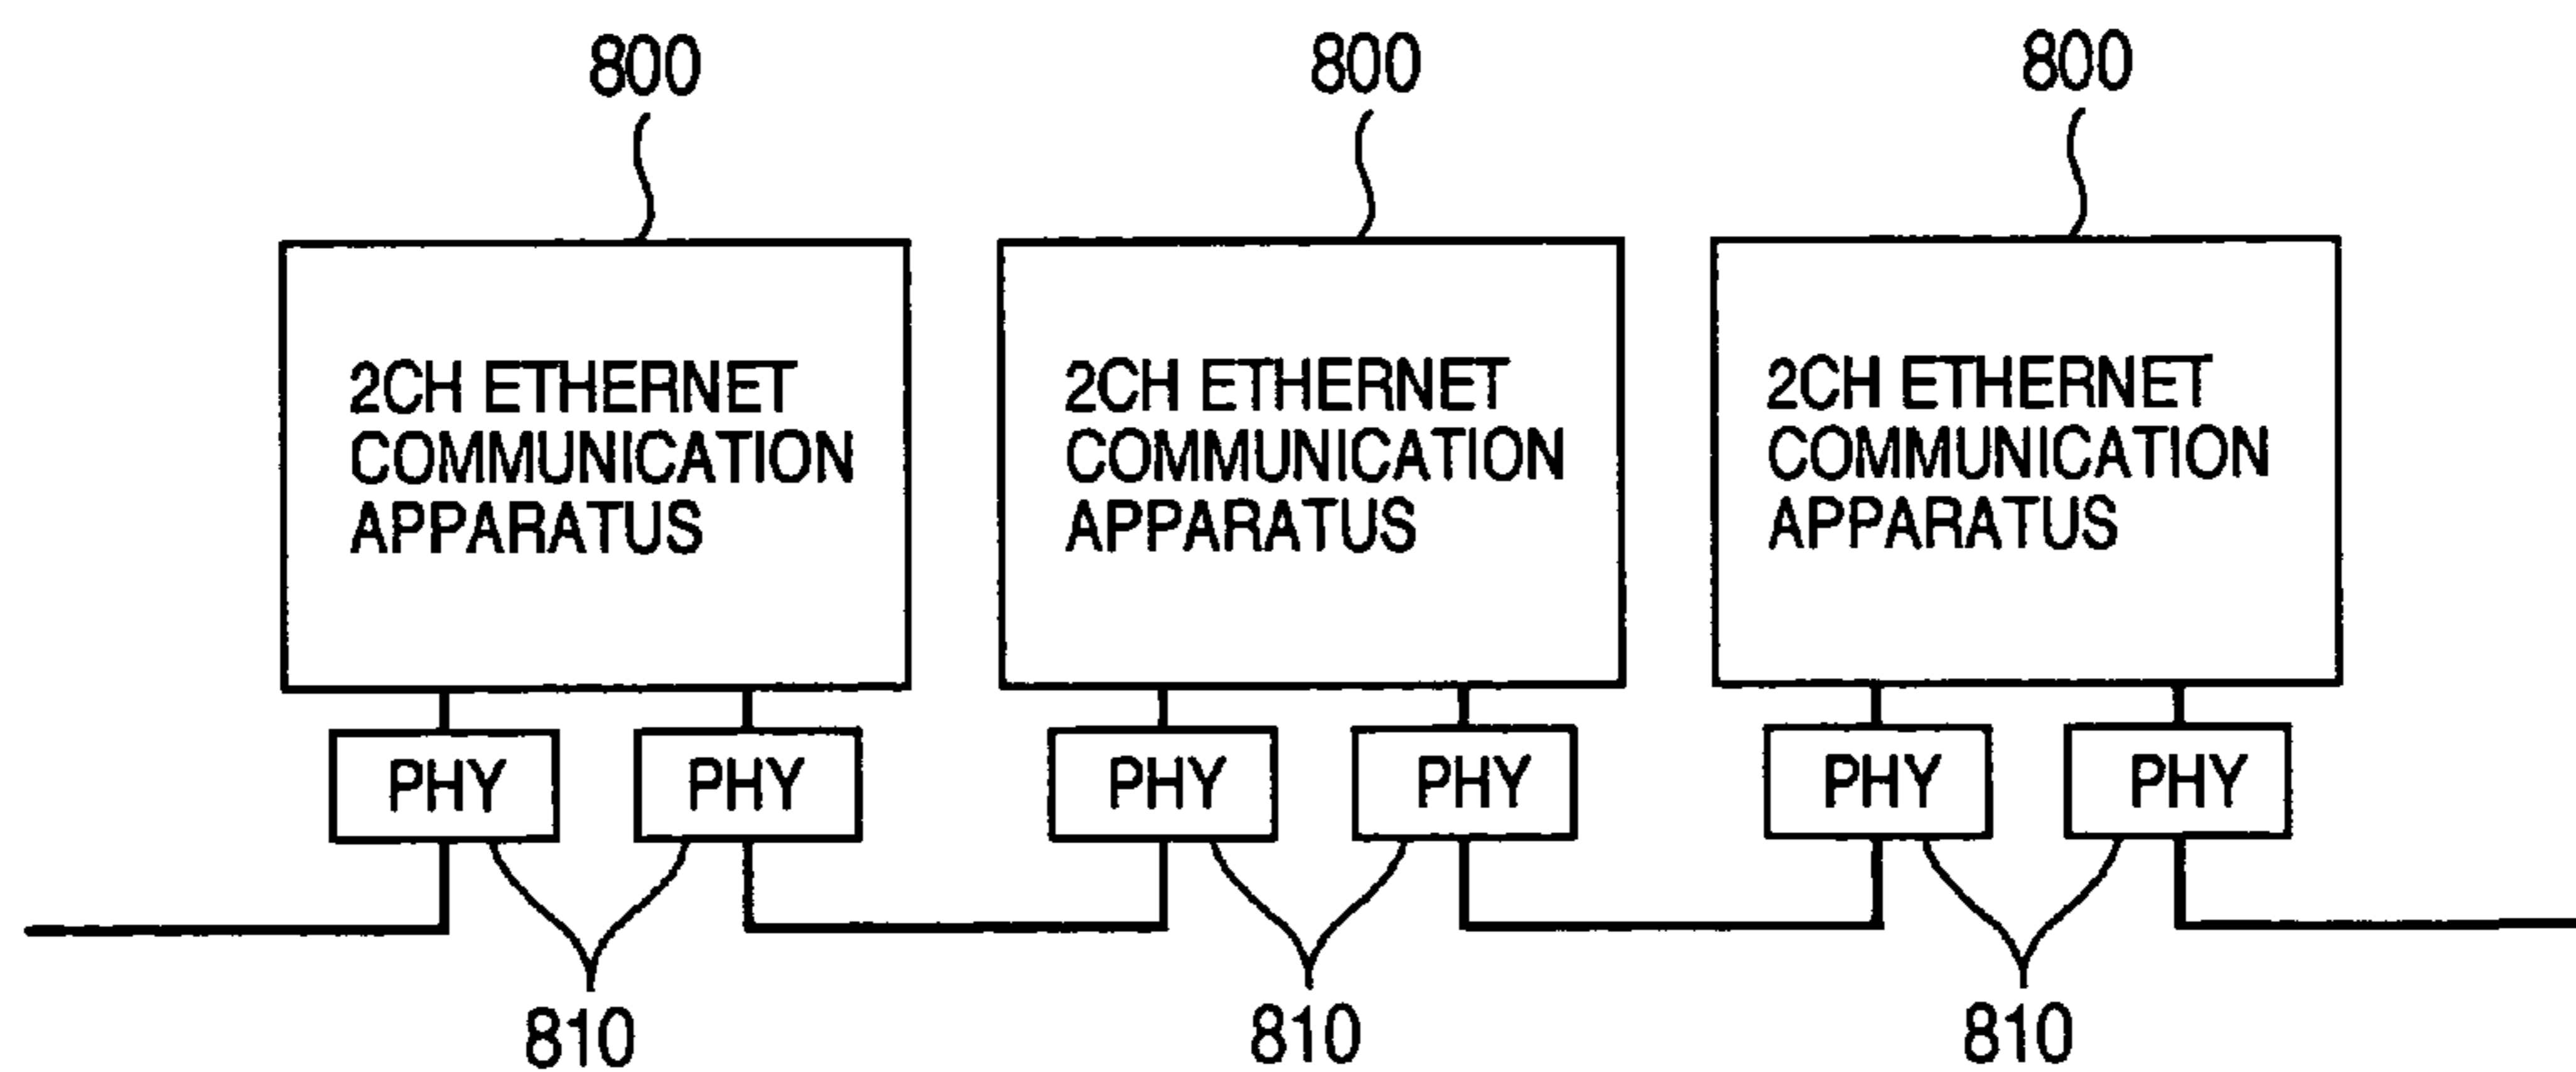 800
800
800
2CH ETHERNET
COMMUNICATION
APPARATUS
2CH ETHERNET
COMMUNICATION
APPARATUS
2CH ETHERNET
COMMUNICATION
APPARATUS
PHY
PHY
PHY
PHY
PHY
PHY
810
810
810